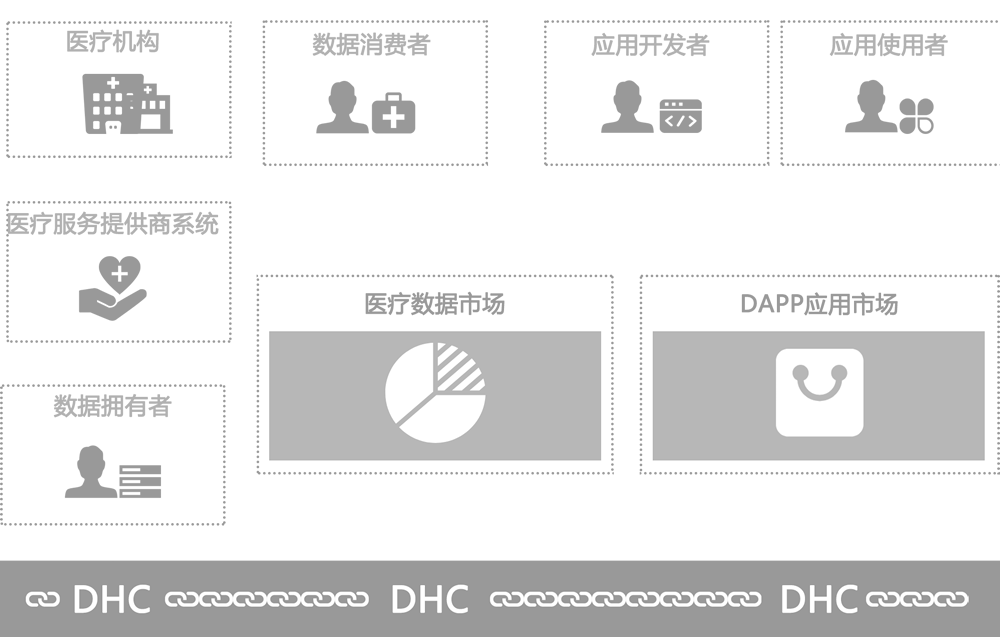 医疗机构
数据消费者
应用开发者
应用使用者
医疗服务提供商系统
医疗数据市场
DAPP应用市场
数据拥有者
DHC DHC DHC